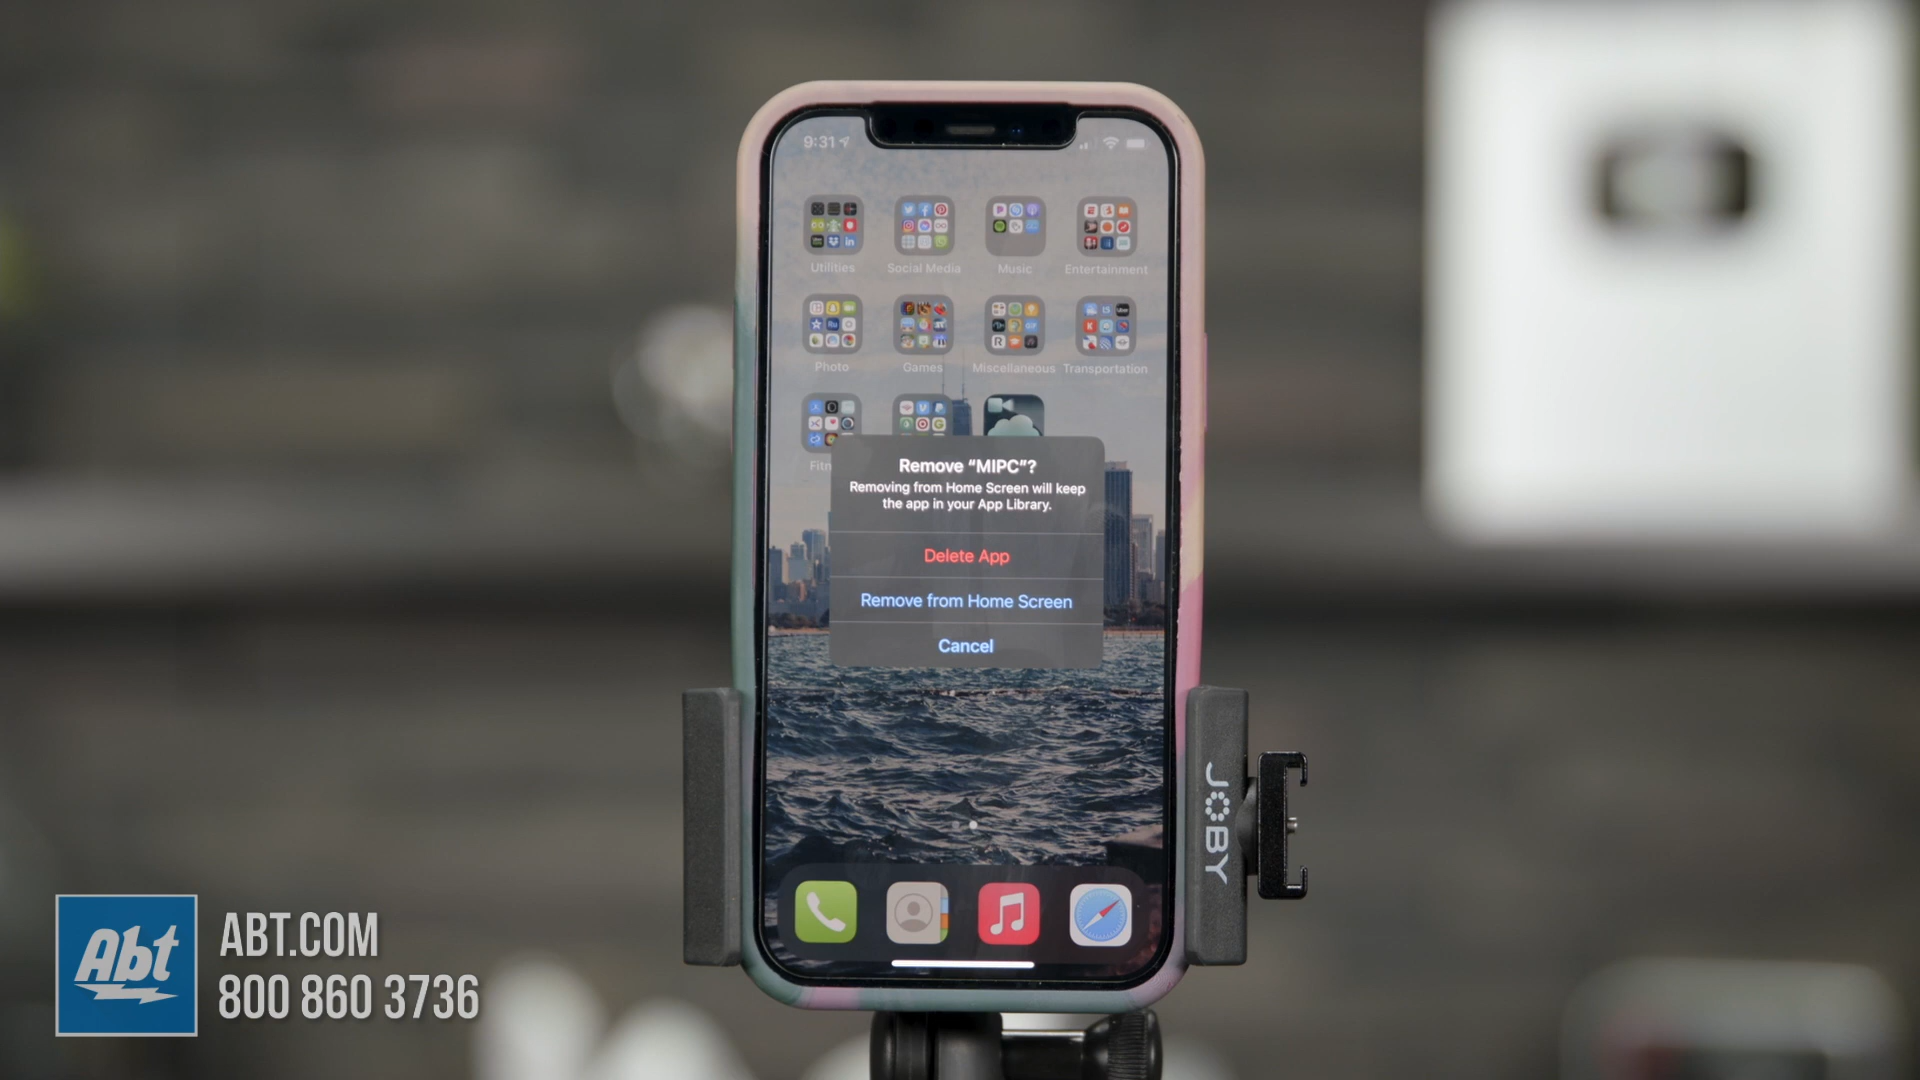 9:31
Utilities
Social Media
Music
Entertainment
Photo
Games
Miscellaneous
Transportation
Fitn
Remove “MIPC”?
Removing from Home Screen will keep
the app in your App Library.
Delete App
Remove from Home Screen
Cancel
JOBY
Abt
ABT.COM
800 860 3736